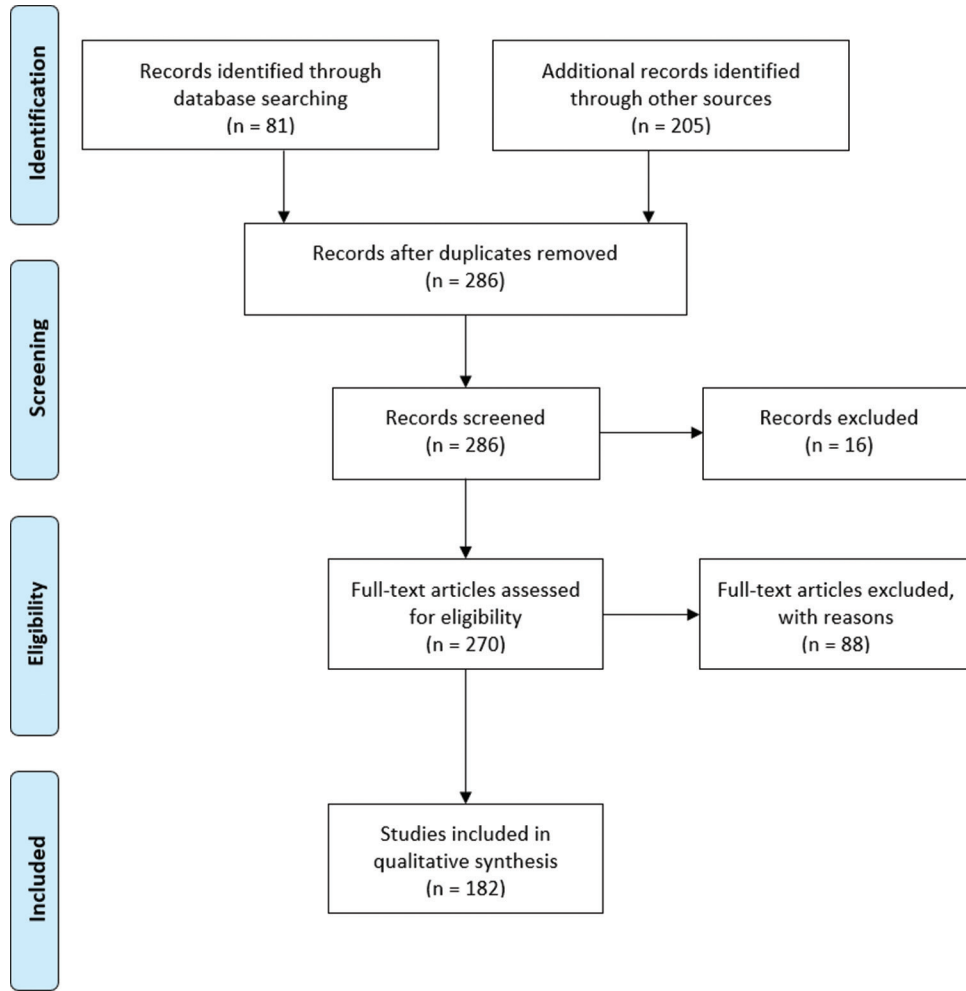 Identification
Records identified through
database searching
(n = 81)
Additional records identified
through other sources
(n = 205)
Records after duplicates removed
(n = 286)
Screening
Records screened
(n = 286)
Records excluded
(n = 16)
Eligibility
Full-text articles assessed
for eligibility
(n = 270)
Full-text articles excluded,
with reasons
(n = 88)
Included
Studies included in
qualitative synthesis
(n = 182)